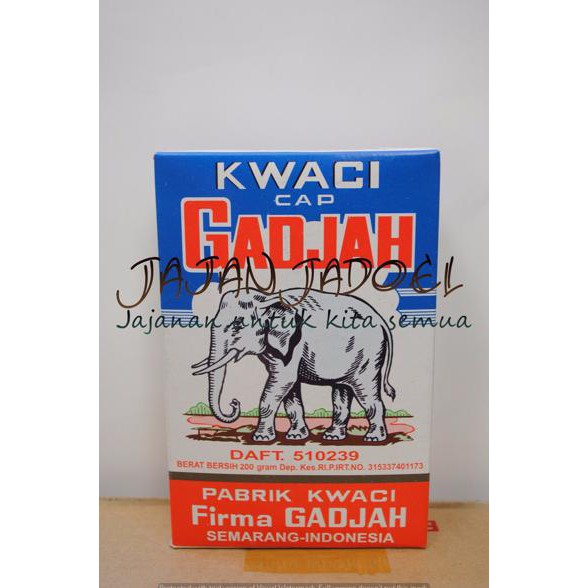 KWACI
CAP
GADJAH
JAJAN JADOEL
Jajanan untuk kita semua
DAFT. 510239
BERAT BERSIH 200 gram Dep. Kes.RI.P.IRT.NO. 315337401173
PABRIK KWACI
Firma GADJAH
SEMARANG-INDONESIA